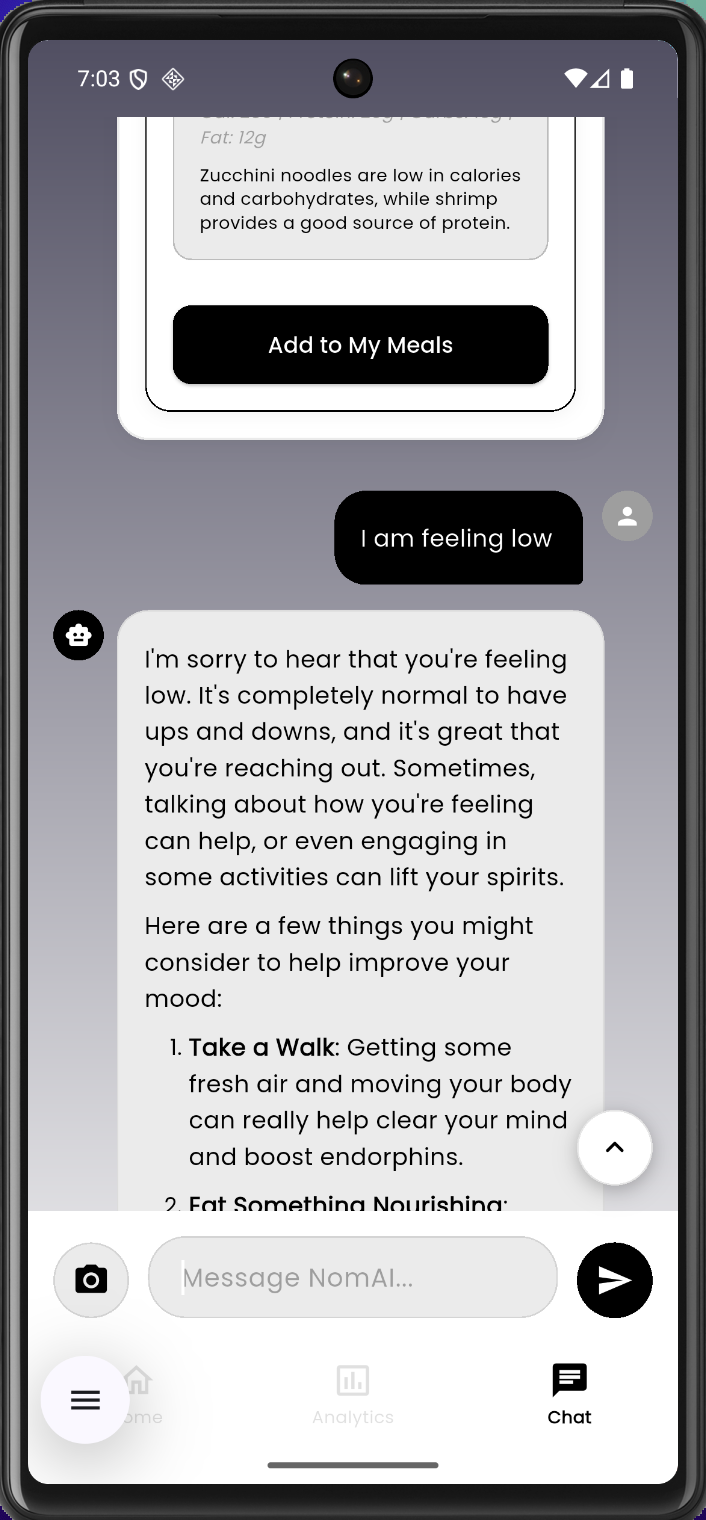 7:03
Fat: 12g
Zucchini noodles are low in calories
and carbohydrates, while shrimp
provides a good source of protein.
Add to My Meals
I am feeling low
I'm sorry to hear that you're feeling
low. It's completely normal to have
ups and downs, and it's great that
you're reaching out. Sometimes,
talking about how you're feeling
can help, or even engaging in
some activities can lift your spirits.
Here are a few things you might
consider to help improve your
mood:
1. Take a Walk: Getting some
fresh air and moving your body
can really help clear your mind
and boost endorphins.
2. Eat Something Nourishing:
Message NomAI...
ome Analytics Chat